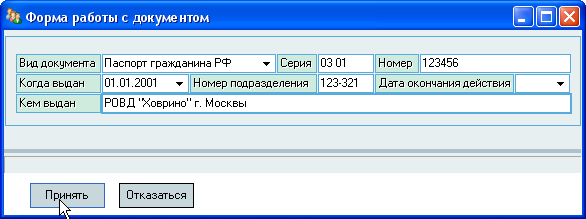 Форма работы с документом
Вид документа Паспорт гражданина РФ Серия 03 01 Номер 123456
Когда выдан 01.01.2001 Номер подразделения 123-321 Дата окончания действия
Кем выдан РОВД "Ховрино" г. Москвы
Принять Отказаться